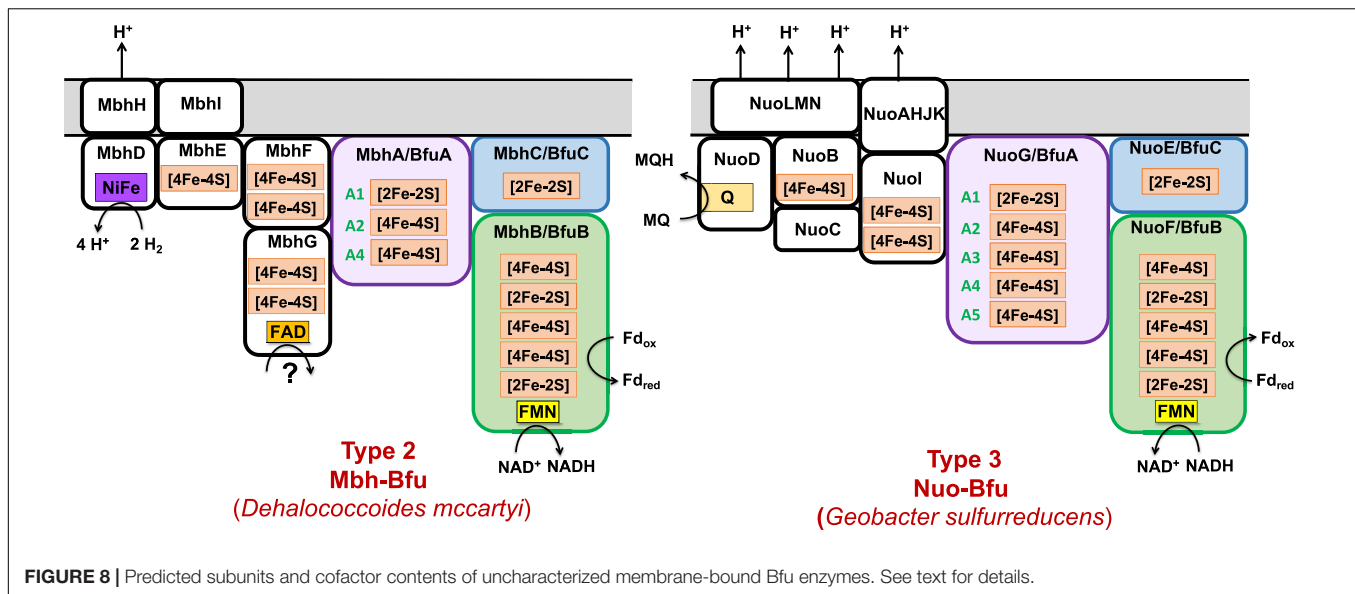 H⁺
MbhH
MbhI
MbhD
NiFe
4 H⁺ 2 H₂
MbhE
[4Fe-4S]
MbhF
[4Fe-4S]
[4Fe-4S]
MbhG
[4Fe-4S]
[4Fe-4S]
FAD
?
MbhA/BfuA
A1 [2Fe-2S]
A2 [4Fe-4S]
A4 [4Fe-4S]
MbhC/BfuC
[2Fe-2S]
MbhB/BfuB
[4Fe-4S]
[2Fe-2S]
[4Fe-4S]
[4Fe-4S]
[2Fe-2S]
FMN
Fdox
Fdred
NAD⁺ NADH
Type 2
Mbh-Bfu
(Dehalococcoides mccartyi)
H⁺ H⁺ H⁺ H⁺
NuoLMN
NuoAHJK
MQH
MQ
NuoD
Q
NuoB
[4Fe-4S]
NuoC
NuoI
[4Fe-4S]
[4Fe-4S]
NuoG/BfuA
A1 [2Fe-2S]
A2 [4Fe-4S]
A3 [4Fe-4S]
A4 [4Fe-4S]
A5 [4Fe-4S]
NuoE/BfuC
[2Fe-2S]
NuoF/BfuB
[4Fe-4S]
[2Fe-2S]
[4Fe-4S]
[4Fe-4S]
[2Fe-2S]
FMN
Fdox
Fdred
NAD⁺ NADH
Type 3
Nuo-Bfu
(Geobacter sulfurreducens)
FIGURE 8 | Predicted subunits and cofactor contents of uncharacterized membrane-bound Bfu enzymes. See text for details.